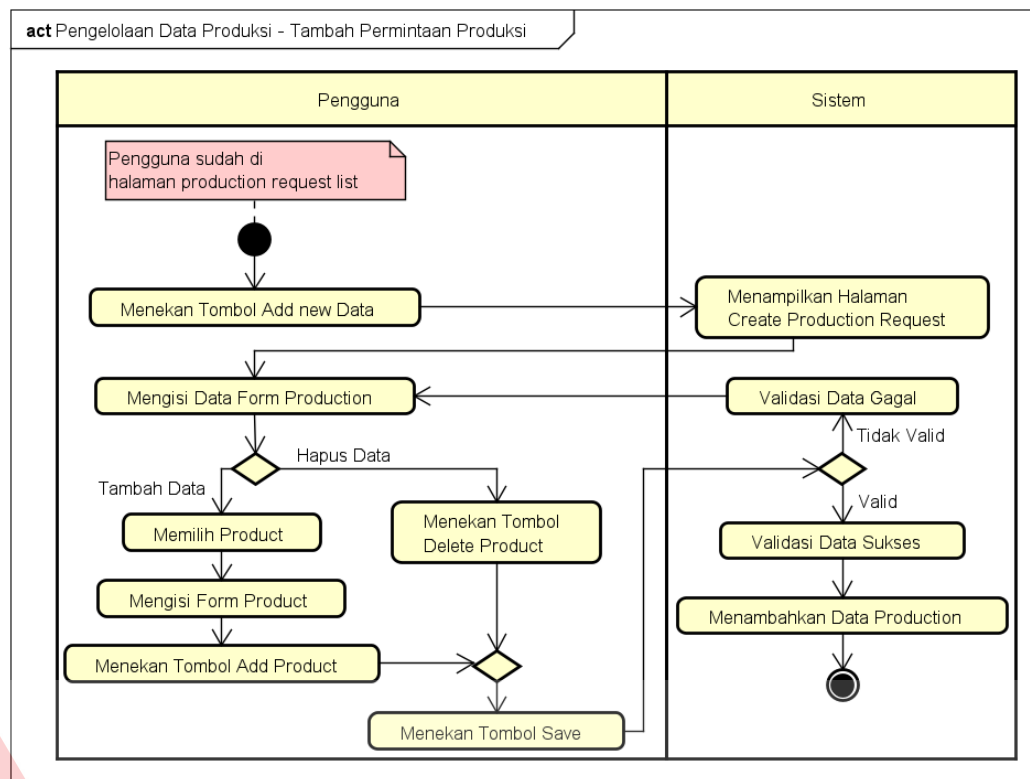 act Pengelolaan Data Produksi - Tambah Permintaan Produksi
Pengguna
Sistem
Pengguna sudah di
halaman production request list
Menekan Tombol Add new Data
Menampilkan Halaman
Create Production Request
Mengisi Data Form Production
Validasi Data Gagal
Tidak Valid
Hapus Data
Tambah Data
Valid
Memilih Product
Menekan Tombol
Delete Product
Validasi Data Sukses
Mengisi Form Product
Menambahkan Data Production
Menekan Tombol Add Product
Menekan Tombol Save